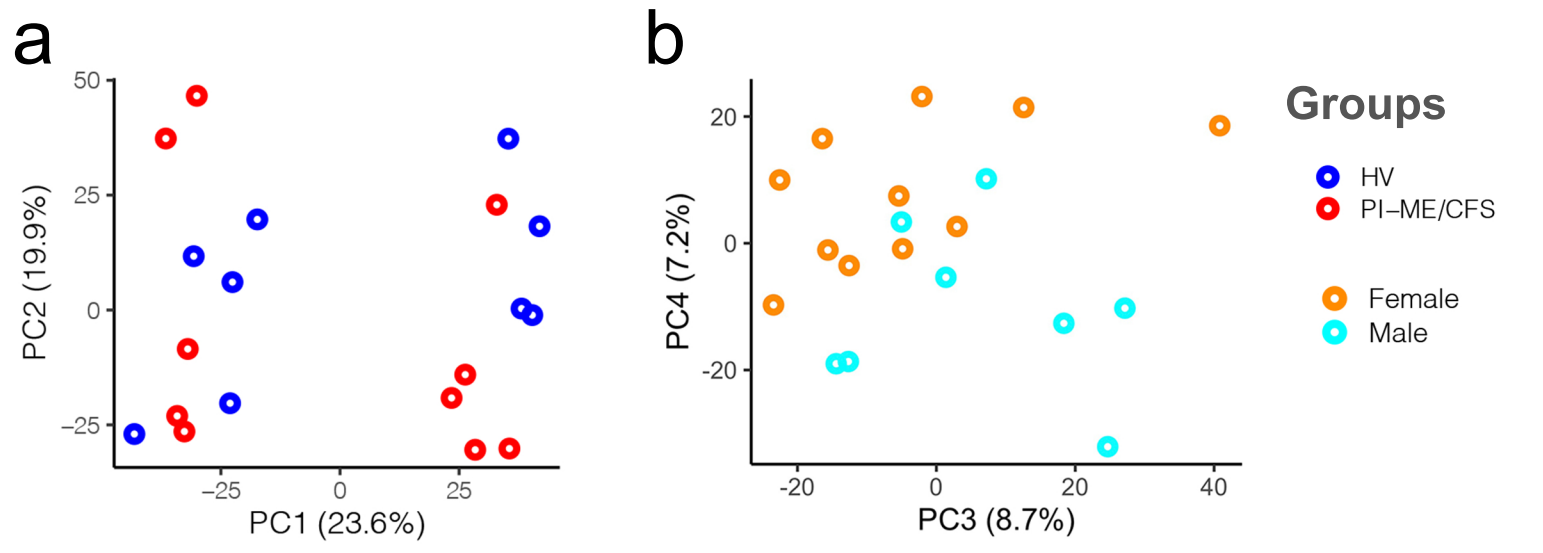 a
50
25
0
−25
PC2 (19.9%)
−25
0
25
PC1 (23.6%)
b
20
0
-20
PC4 (7.2%)
-20
0
20
40
PC3 (8.7%)
Groups
HV
PI−ME/CFS
Female
Male